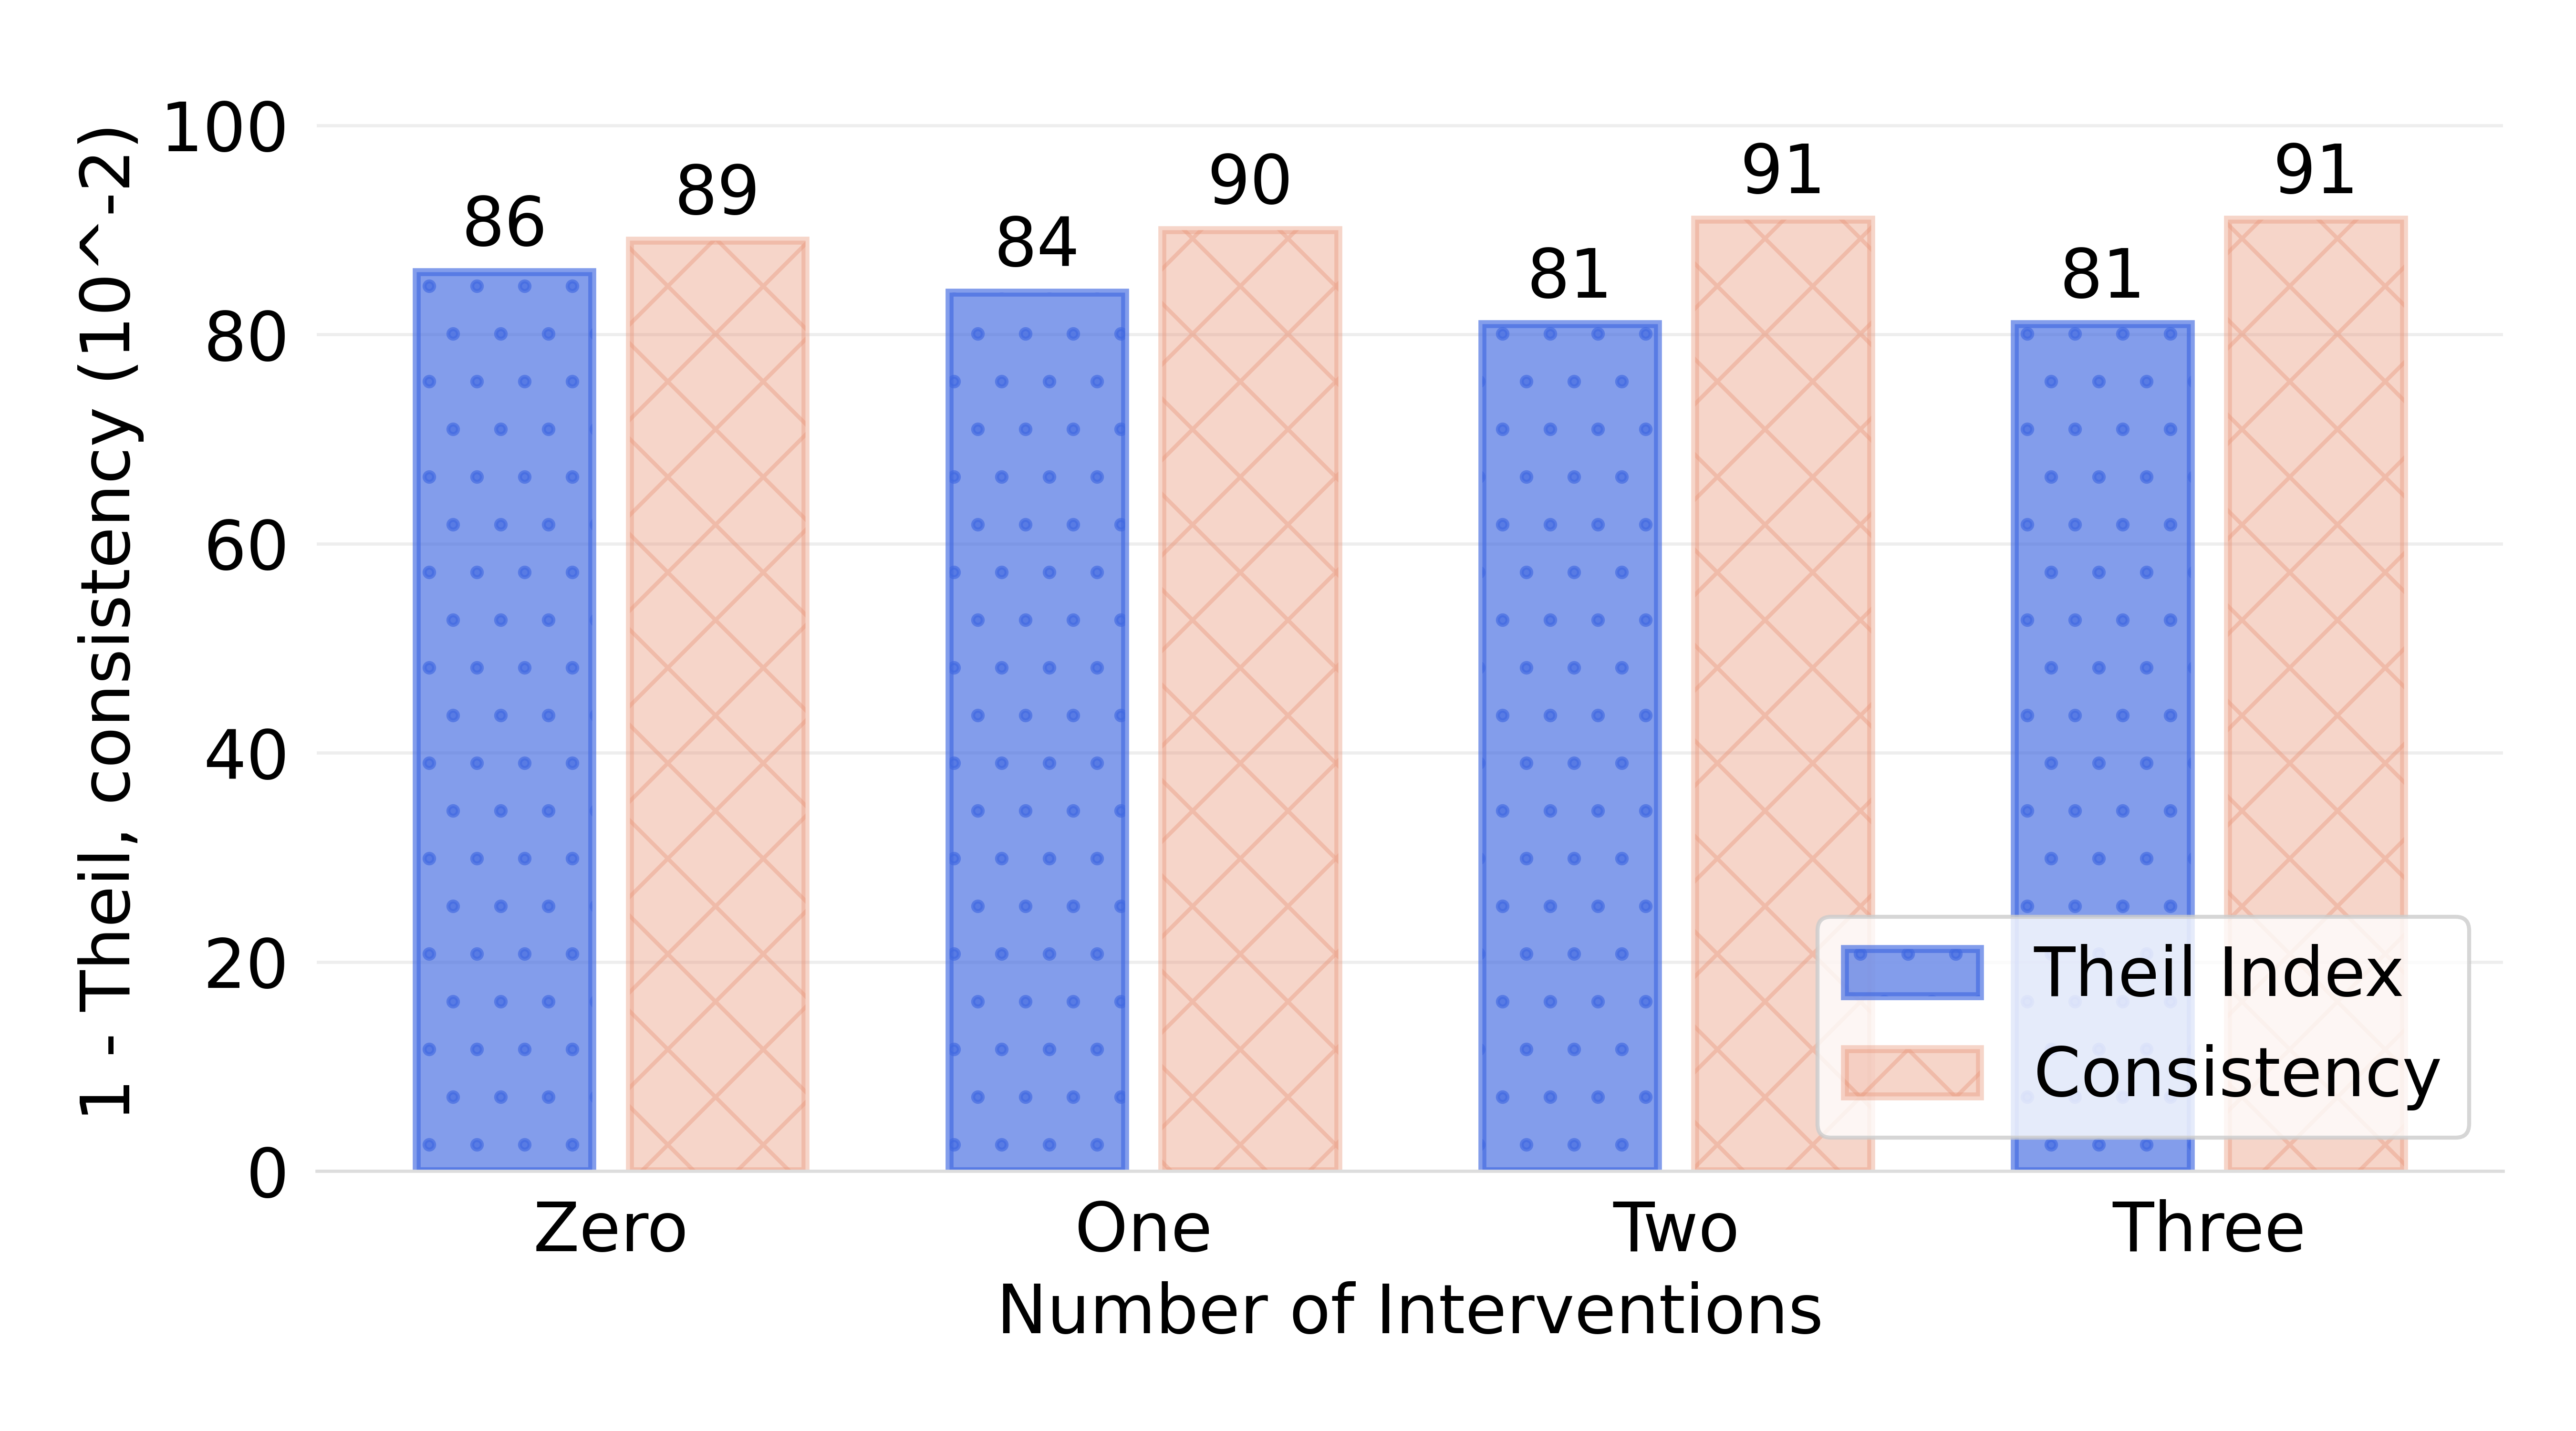 1 - Theil, consistency (10^-2)
100
80
60
40
20
0
86
89
84
90
81
91
81
91
Theil Index
Consistency
Zero
One
Two
Three
Number of Interventions